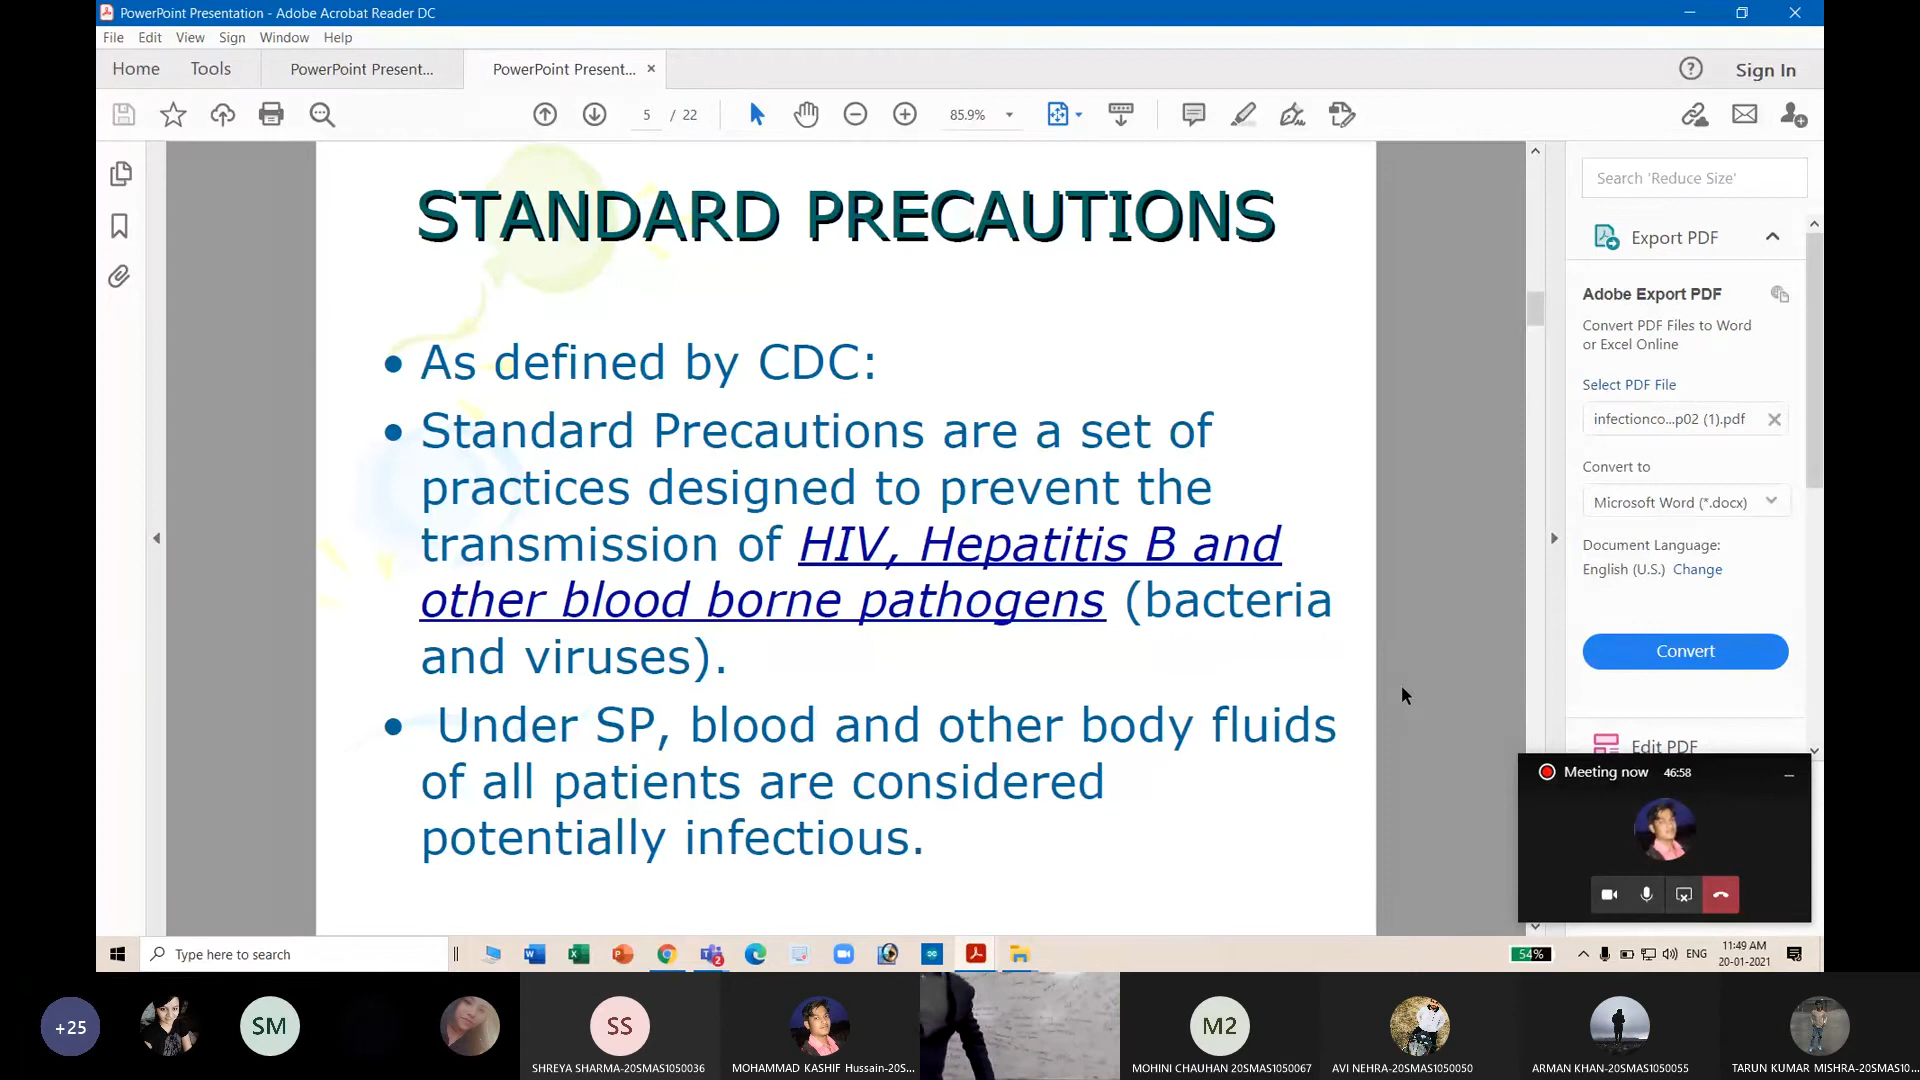 PowerPoint Presentation - Adobe Acrobat Reader DC
File Edit View Sign Window Help
Home Tools PowerPoint Present... PowerPoint Present... Sign In
5 / 22 85.9%
STANDARD PRECAUTIONS
• As defined by CDC:
• Standard Precautions are a set of
practices designed to prevent the
transmission of HIV, Hepatitis B and
other blood borne pathogens (bacteria
and viruses).
• Under SP, blood and other body fluids
of all patients are considered
potentially infectious.
Search 'Reduce Size'
Export PDF
Adobe Export PDF
Convert PDF Files to Word
or Excel Online
Select PDF File
infectionco...p02 (1).pdf
Convert to
Microsoft Word (*.docx)
Document Language:
English (U.S.) Change
Convert
Edit PDF
Meeting now 46:58
Type here to search
54% ENG 11:49 AM
20-01-2021
+25 SM SS M2
SHREYA SHARMA-20SMAS1050036 MOHAMMAD KASHIF Hussain-20S... MOHINI CHAUHAN 20SMAS1050067 AVI NEHRA-20SMAS1050050 ARMAN KHAN-20SMAS1050055 TARUN KUMAR MISHRA-20SMAS10...